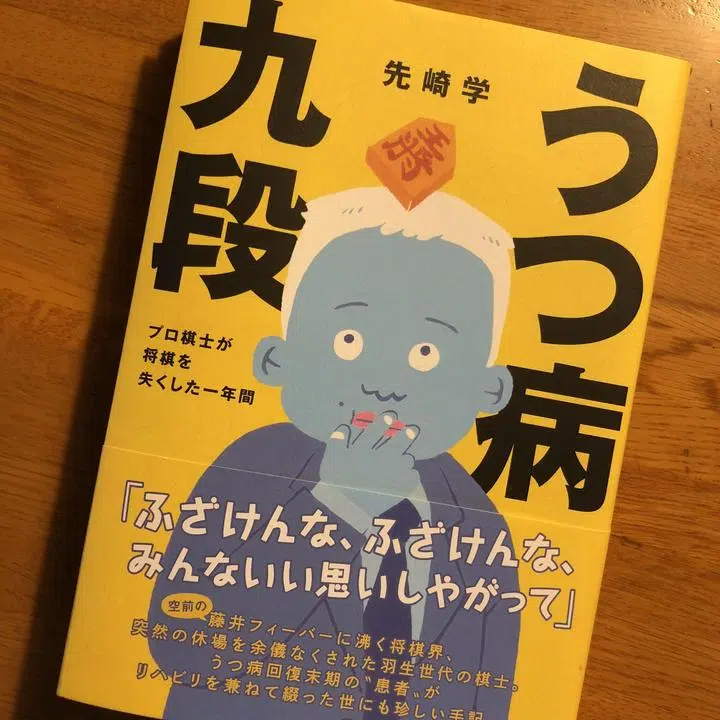 うつ病
九段
先崎学
プロ棋士が
将棋を
失くした一年間
「ふざけんな、ふざけんな、
みんないい思いしやがって」
空前の
藤井フィーバーに沸く将棋界、
突然の休場を余儀なくされた羽生世代の棋士。
うつ病回復末期の〝患者〟が
リハビリを兼ねて綴った世にも珍しい手記